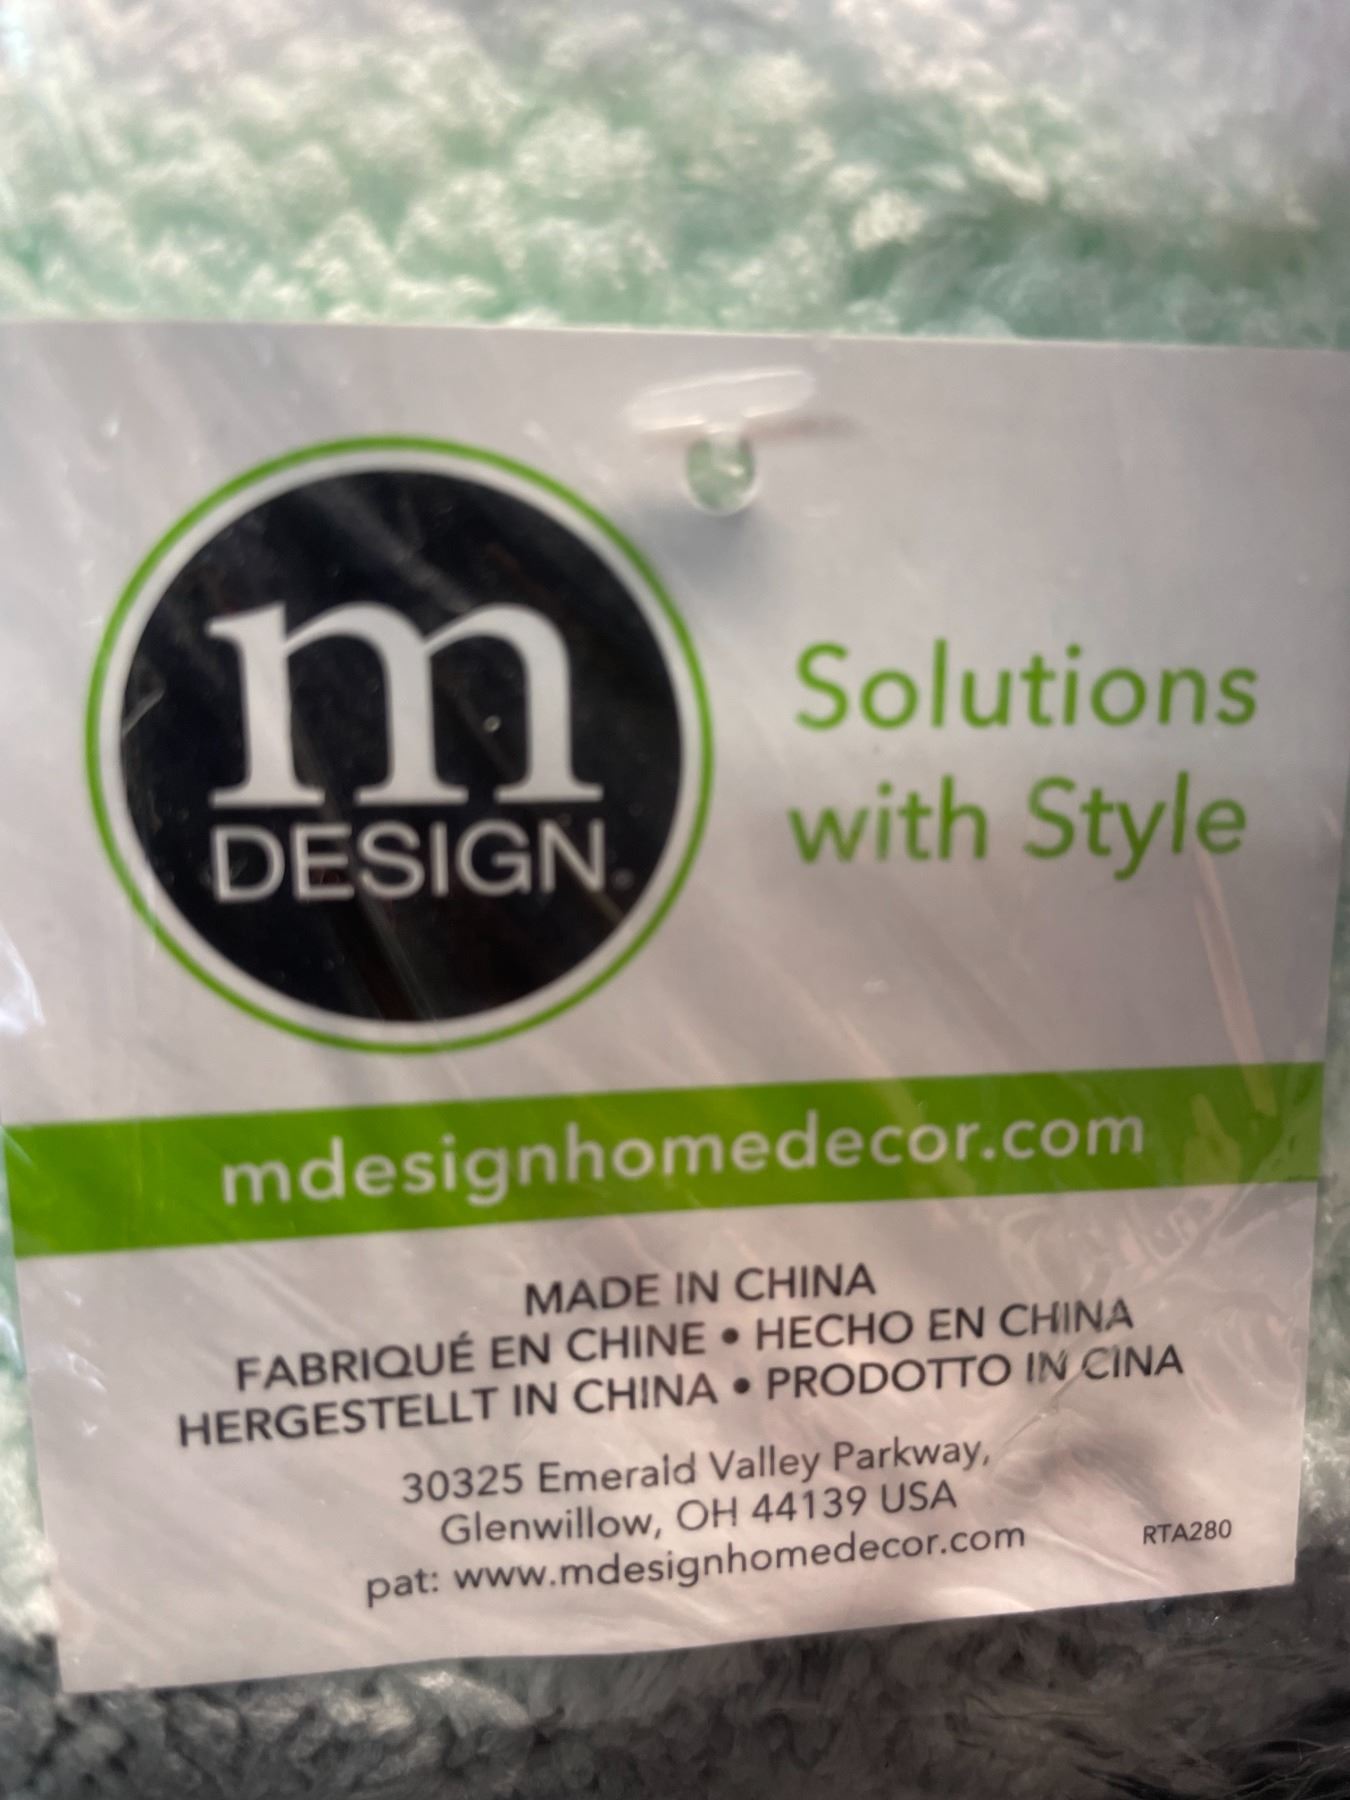 m
DESIGN®
Solutions
with Style
mdesignhomedecor.com
MADE IN CHINA
FABRIQUÉ EN CHINE • HECHO EN CHINA
HERGESTELLT IN CHINA • PRODOTTO IN CINA
30325 Emerald Valley Parkway,
Glenwillow, OH 44139 USA
pat: www.mdesignhomedecor.com
RTA280